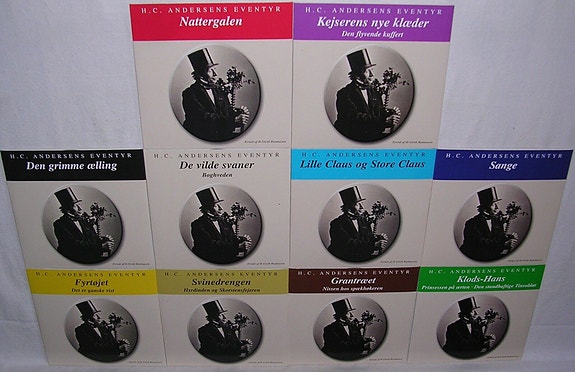 H.C. ANDERSENS EVENTYR
Nattergalen
H.C. ANDERSENS EVENTYR
Kejserens nye klæder
Den flyvende kuffert
H.C. ANDERSENS EVENTYR
Den grimme ælling
H.C. ANDERSENS EVENTYR
De vilde svaner
Boghveden
H.C. ANDERSENS EVENTYR
Lille Claus og Store Claus
H.C. ANDERSENS EVENTYR
Sange
H.C. ANDERSENS EVENTYR
Fyrtøjet
Det er ganske vist
H.C. ANDERSENS EVENTYR
Svinedrengen
Hyrdinden og Skorstensfejeren
H.C. ANDERSENS EVENTYR
Grantræet
Nissen hos spekhøkeren
H.C. ANDERSENS EVENTYR
Klods-Hans
Prinsessen på ærten · Den standhaftige Tinsoldat